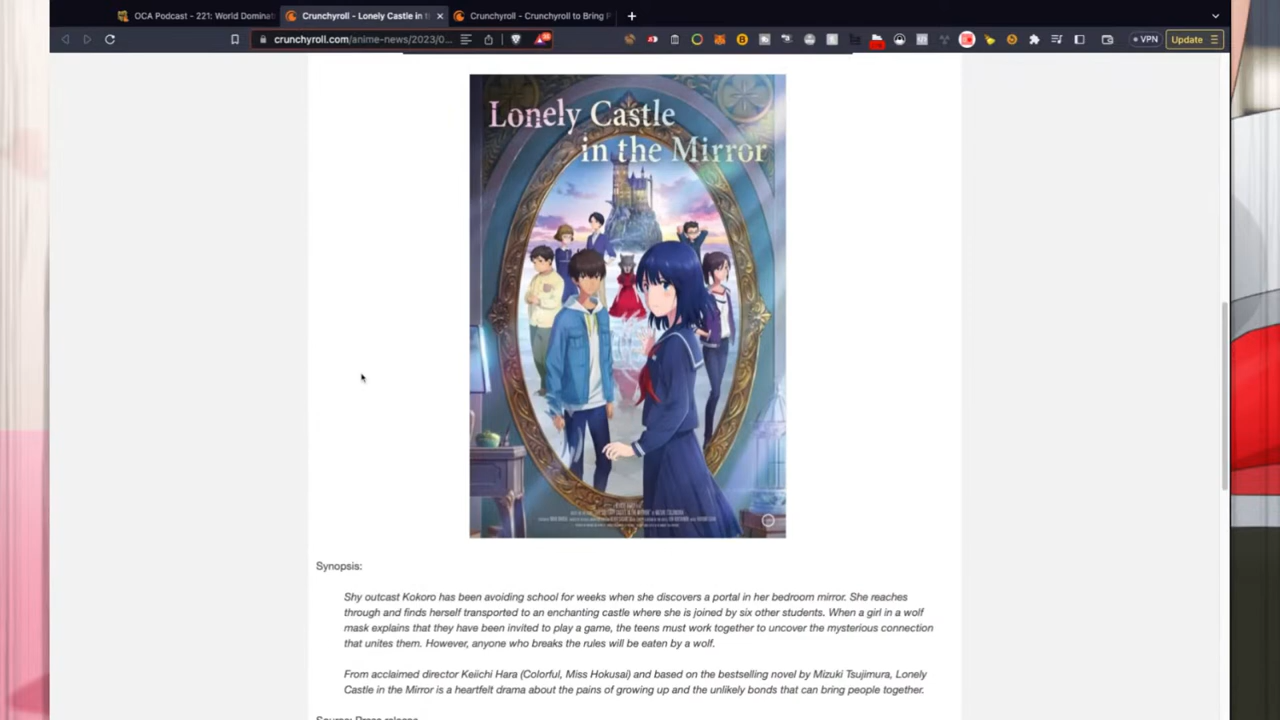 OCA Podcast - 221: World Dominat
Crunchyroll - Lonely Castle in t
Crunchyroll - Crunchyroll to Bring P
crunchyroll.com/anime-news/2023/0...
VPN
Update
Lonely Castle
in the Mirror
Synopsis:
Shy outcast Kokoro has been avoiding school for weeks when she discovers a portal in her bedroom mirror. She reaches
through and finds herself transported to an enchanting castle where she is joined by six other students. When a girl in a wolf
mask explains that they have been invited to play a game, the teens must work together to uncover the mysterious connection
that unites them. However, anyone who breaks the rules will be eaten by a wolf.
From acclaimed director Keiichi Hara (Colorful, Miss Hokusai) and based on the bestselling novel by Mizuki Tsujimura, Lonely
Castle in the Mirror is a heartfelt drama about the pains of growing up and the unlikely bonds that can bring people together.
Source: Press release